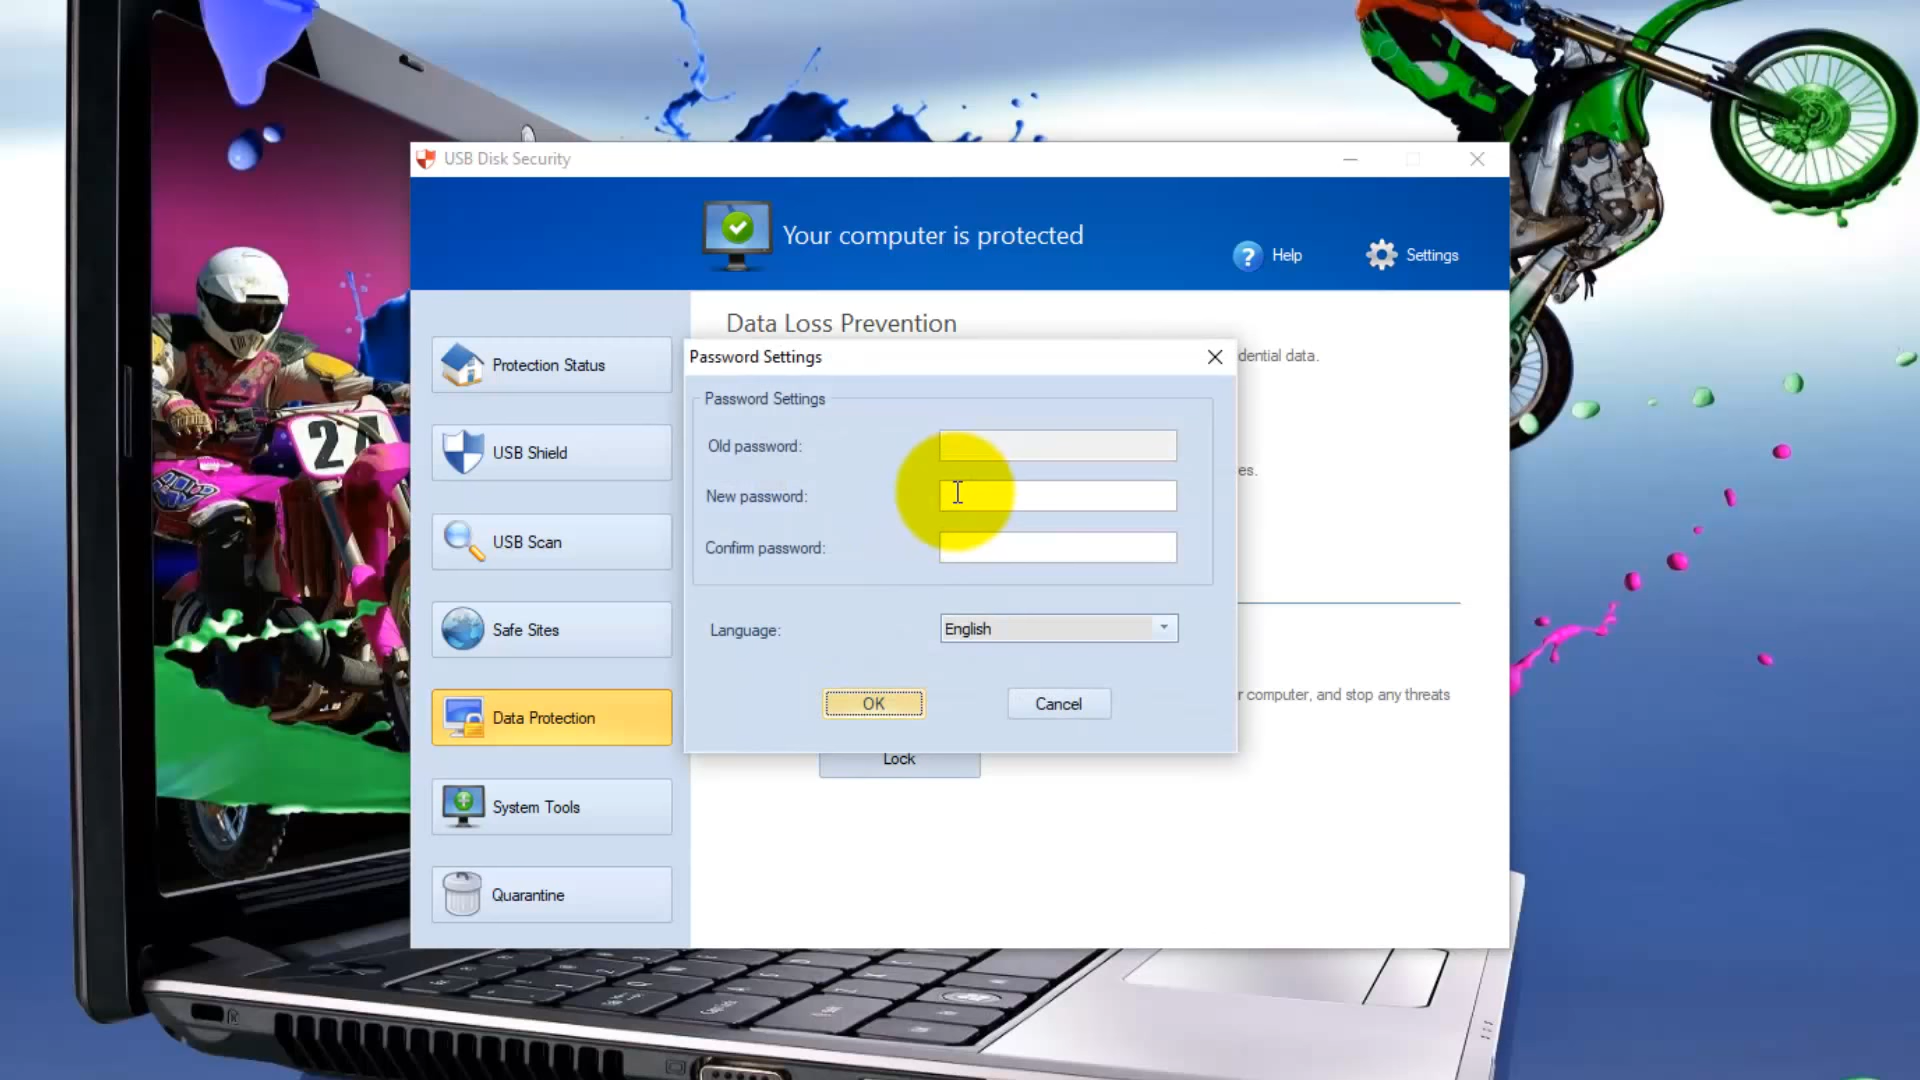 USB Disk Security
Your computer is protected
Help
Settings
Data Loss Prevention
Protection Status
Password Settings
dential data.
Password Settings
Old password:
USB Shield
es.
New password:
USB Scan
Confirm password:
Safe Sites
Language:
English
r computer, and stop any threats
Data Protection
OK
Cancel
Lock
System Tools
Quarantine
24